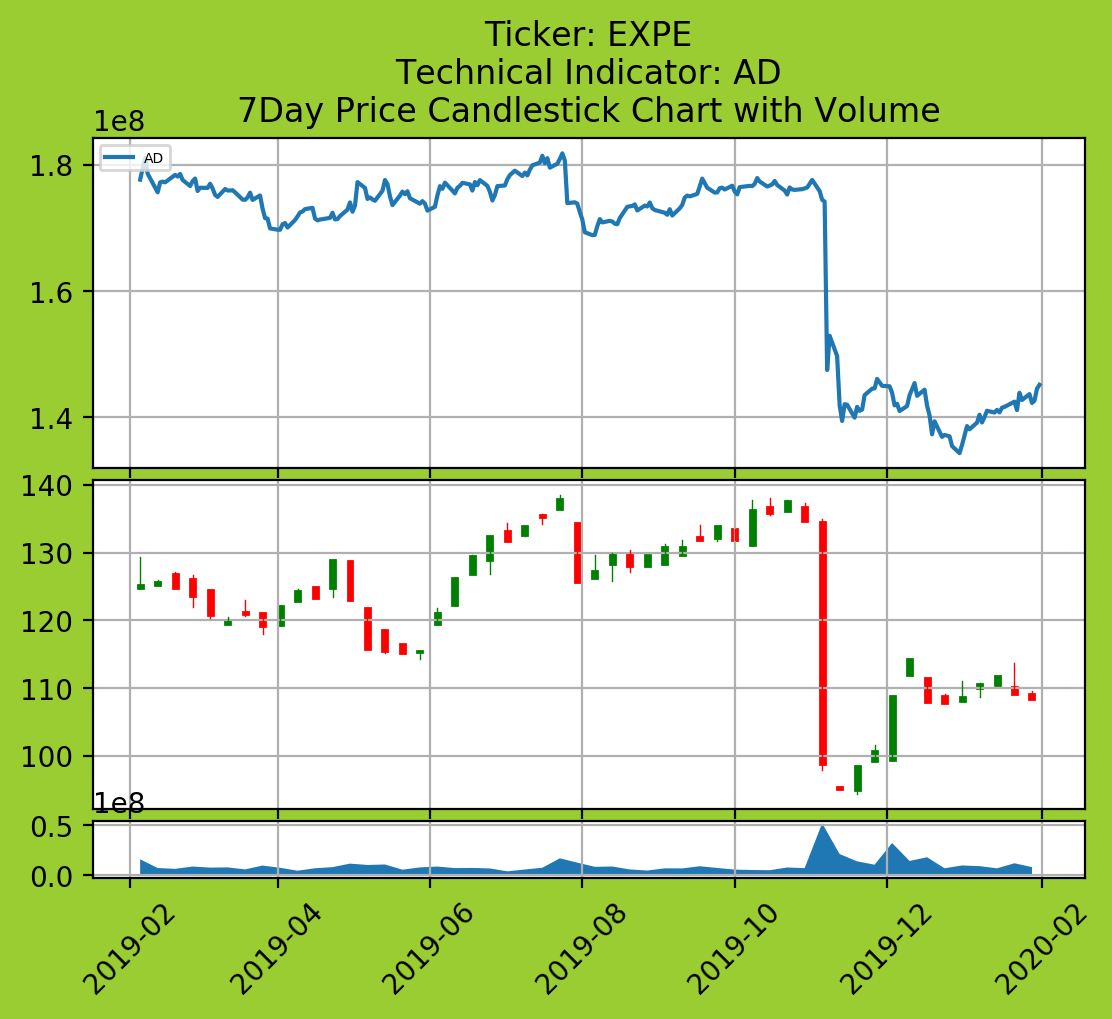 Ticker: EXPE
Technical Indicator: AD
7Day Price Candlestick Chart with Volume
1e8
AD
1.8
1.6
1.4
140
130
120
110
100
1e8
0.5
0.0
2019-02
2019-04
2019-06
2019-08
2019-10
2019-12
2020-02